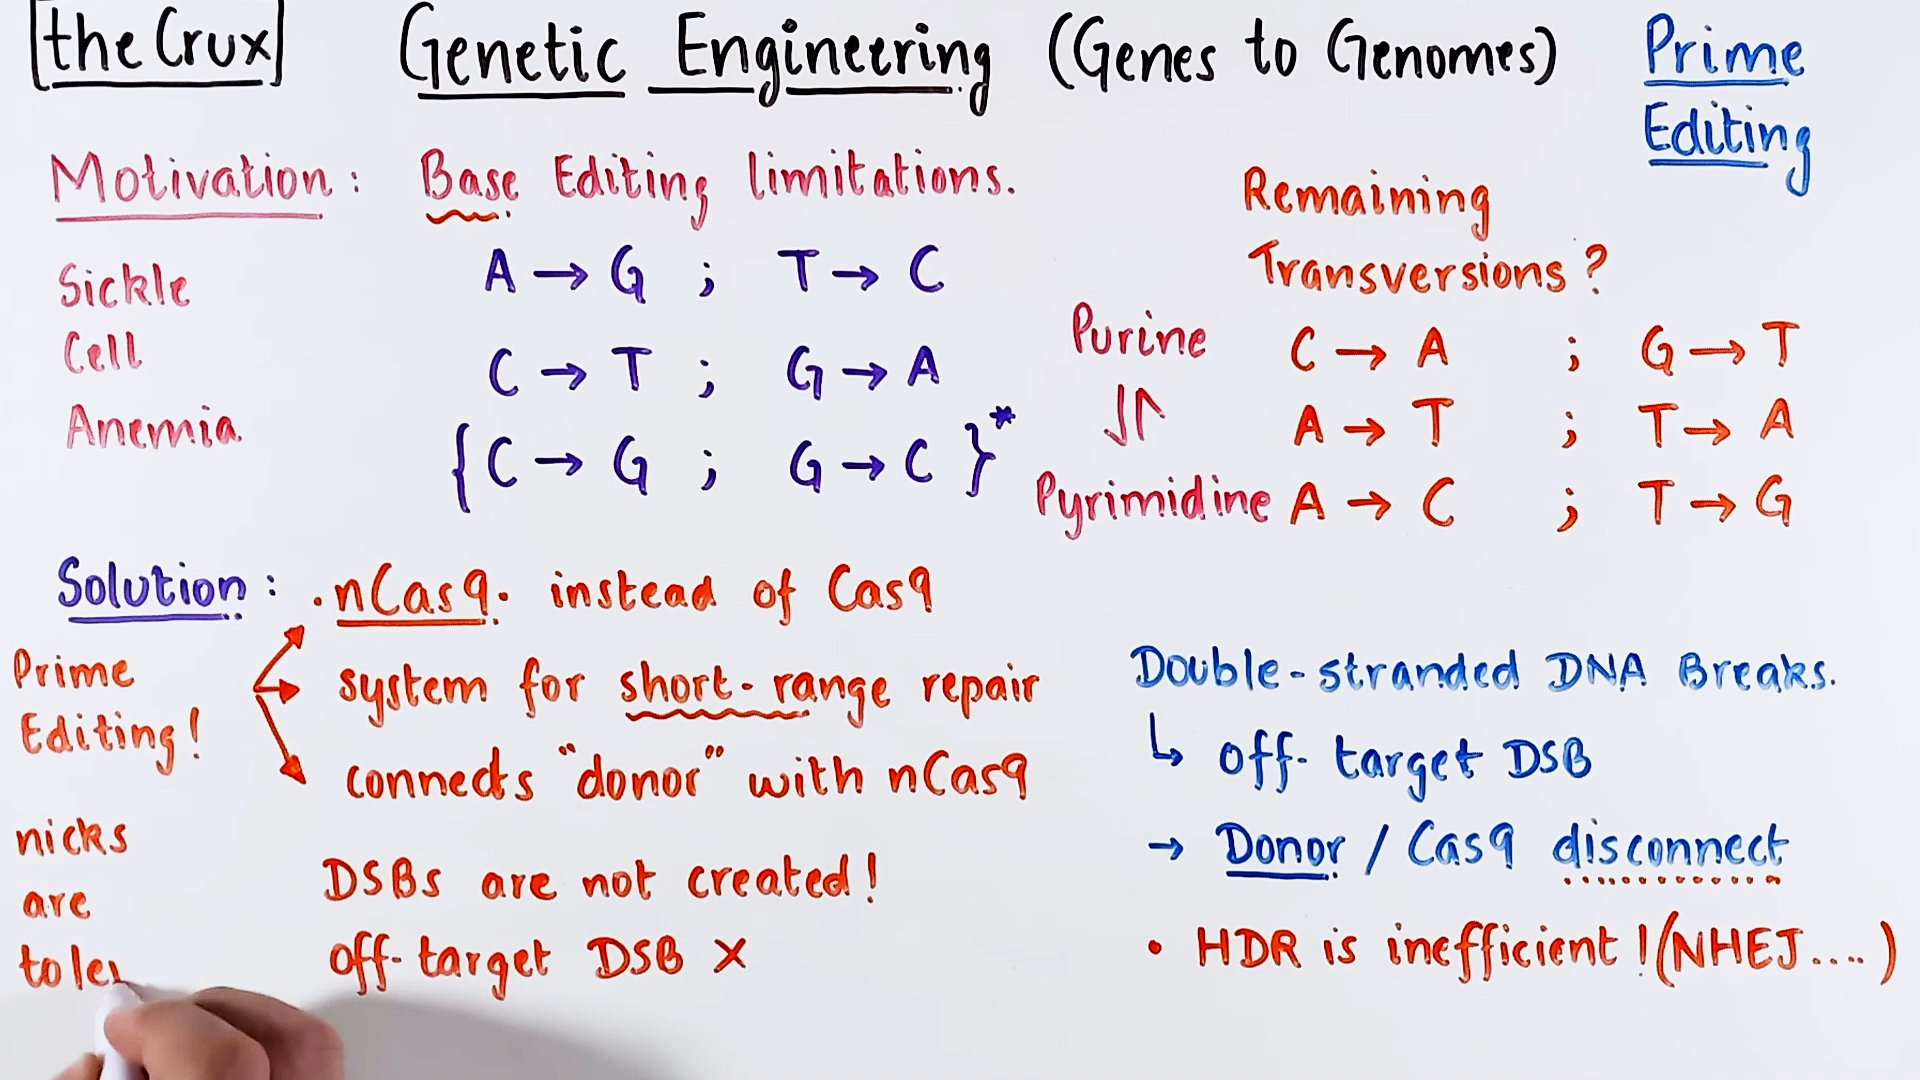 the Crux
Genetic Engineering (Genes to Genomes)
Prime
Editing
Motivation : Base Editing limitations.
Sickle
Cell
Anemia
A → G ; T → C
C → T ; G → A
{ C → G ; G → C }*
Remaining
Transversions ?
Purine
Pyrimidine
C → A ; G → T
A → T ; T → A
A → C ; T → G
Solution : . nCas9 . instead of Cas9
Prime
Editing!
system for short-range repair
connects "donor" with nCas9
nicks
are
DSBs are not created!
off-target DSB X
Double-stranded DNA Breaks.
↳ off-target DSB
→ Donor / Cas9 disconnect
• HDR is inefficient ! (NHEJ....)